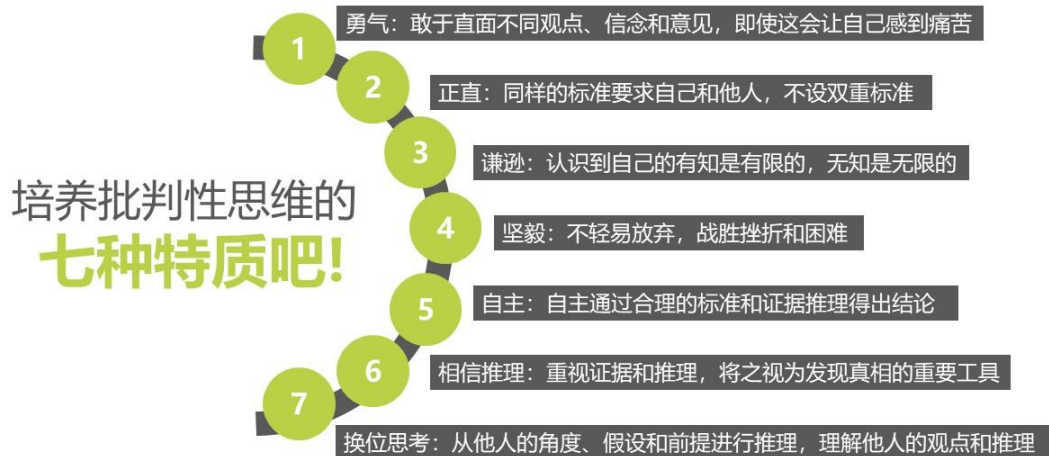 培养批判性思维的
七种特质吧!
1
勇气：敢于直面不同观点、信念和意见，即使这会让自己感到痛苦
2
正直：同样的标准要求自己和他人，不设双重标准
3
谦逊：认识到自己的有知是有限的，无知是无限的
4
坚毅：不轻易放弃，战胜挫折和困难
5
自主：自主通过合理的标准和证据推理得出结论
6
相信推理：重视证据和推理，将之视为发现真相的重要工具
7
换位思考：从他人的角度、假设和前提进行推理，理解他人的观点和推理